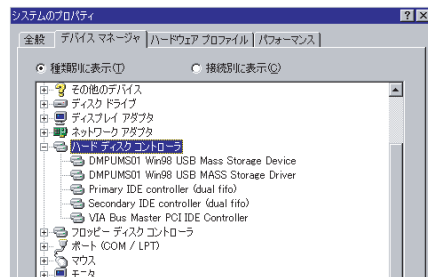 システムのプロパティ
全般 デバイス マネージャ ハードウェア プロファイル パフォーマンス
種類別に表示(T) 接続別に表示(C)
その他のデバイス
ディスク ドライブ
ディスプレイ アダプタ
ネットワーク アダプタ
ハード ディスク コントローラ
DMPUMS01 Win98 USB Mass Storage Device
DMPUMS01 Win98 USB MASS Storage Driver
Primary IDE controller (dual fifo)
Secondary IDE controller (dual fifo)
VIA Bus Master PCI IDE Controller
フロッピー ディスク コントローラ
ポート (COM / LPT)
マウス
モニタ